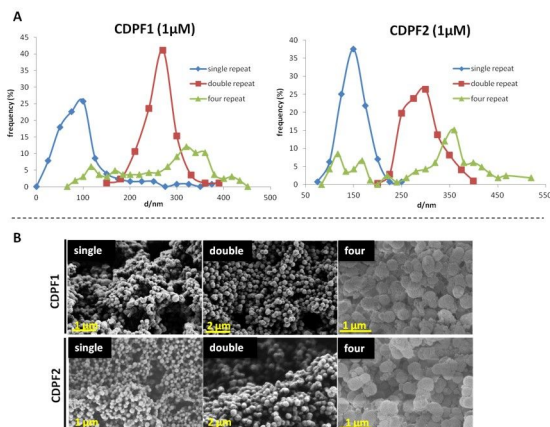 A
CDPF1 (1μM)
frequency (%)
45
40
35
30
25
20
15
10
5
0
0
100
200
300
400
500
d/nm
single repeat
double repeat
four repeat
CDPF2 (1μM)
frequency (%)
40
35
30
25
20
15
10
5
0
50
150
250
350
450
550
d/nm
single repeat
double repeat
four repeat
B
CDPF1
single
1 μm
double
2 μm
four
1 μm
CDPF2
single
1 μm
double
2 μm
four
1 μm